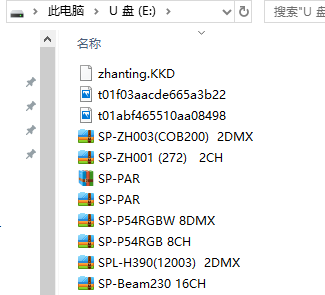 此电脑 > U 盘 (E:) >
搜索"U 盘
名称
zhanting.KKD
t01f03aacde665a3b22
t01abf465510aa08498
SP-ZH003(COB200) 2DMX
SP-ZH001 (272) 2CH
SP-PAR
SP-PAR
SP-P54RGBW 8DMX
SP-P54RGB 8CH
SPL-H390(12003) 2DMX
SP-Beam230 16CH